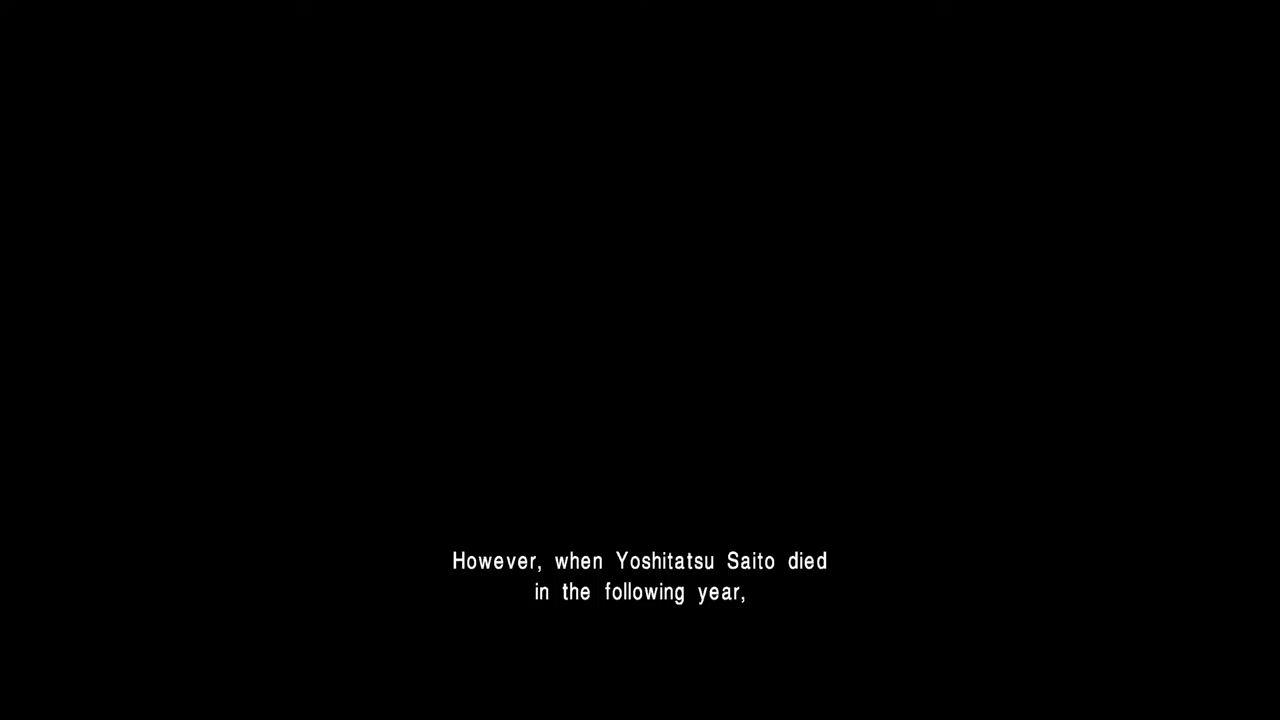 However, when Yoshitatsu Saito died
in the following year,